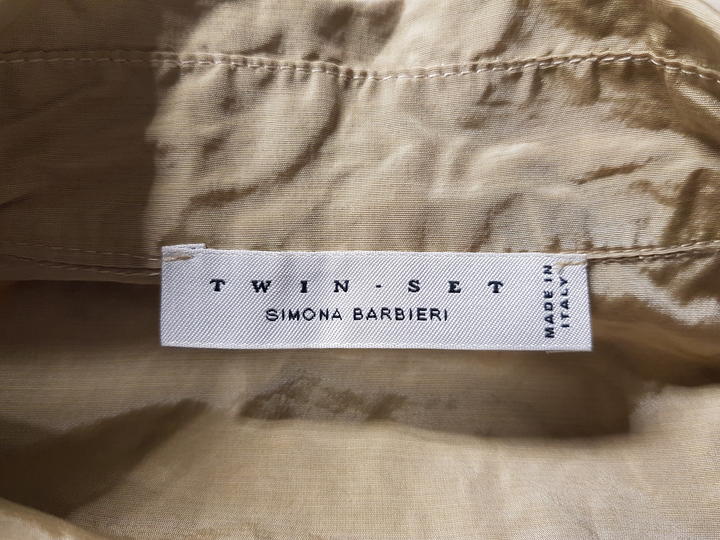 TWIN-SET
SIMONA BARBIERI
MADE IN
ITALY